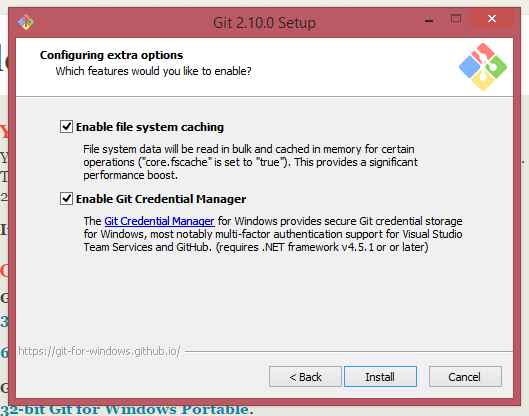 Git 2.10.0 Setup
Configuring extra options
Which features would you like to enable?
Enable file system caching
File system data will be read in bulk and cached in memory for certain
operations ("core.fscache" is set to "true"). This provides a significant
performance boost.
Enable Git Credential Manager
The Git Credential Manager for Windows provides secure Git credential storage
for Windows, most notably multi-factor authentication support for Visual Studio
Team Services and GitHub. (requires .NET framework v4.5.1 or or later)
https://git-for-windows.github.io/
< Back
Install
Cancel
32-bit Git for Windows Portable.